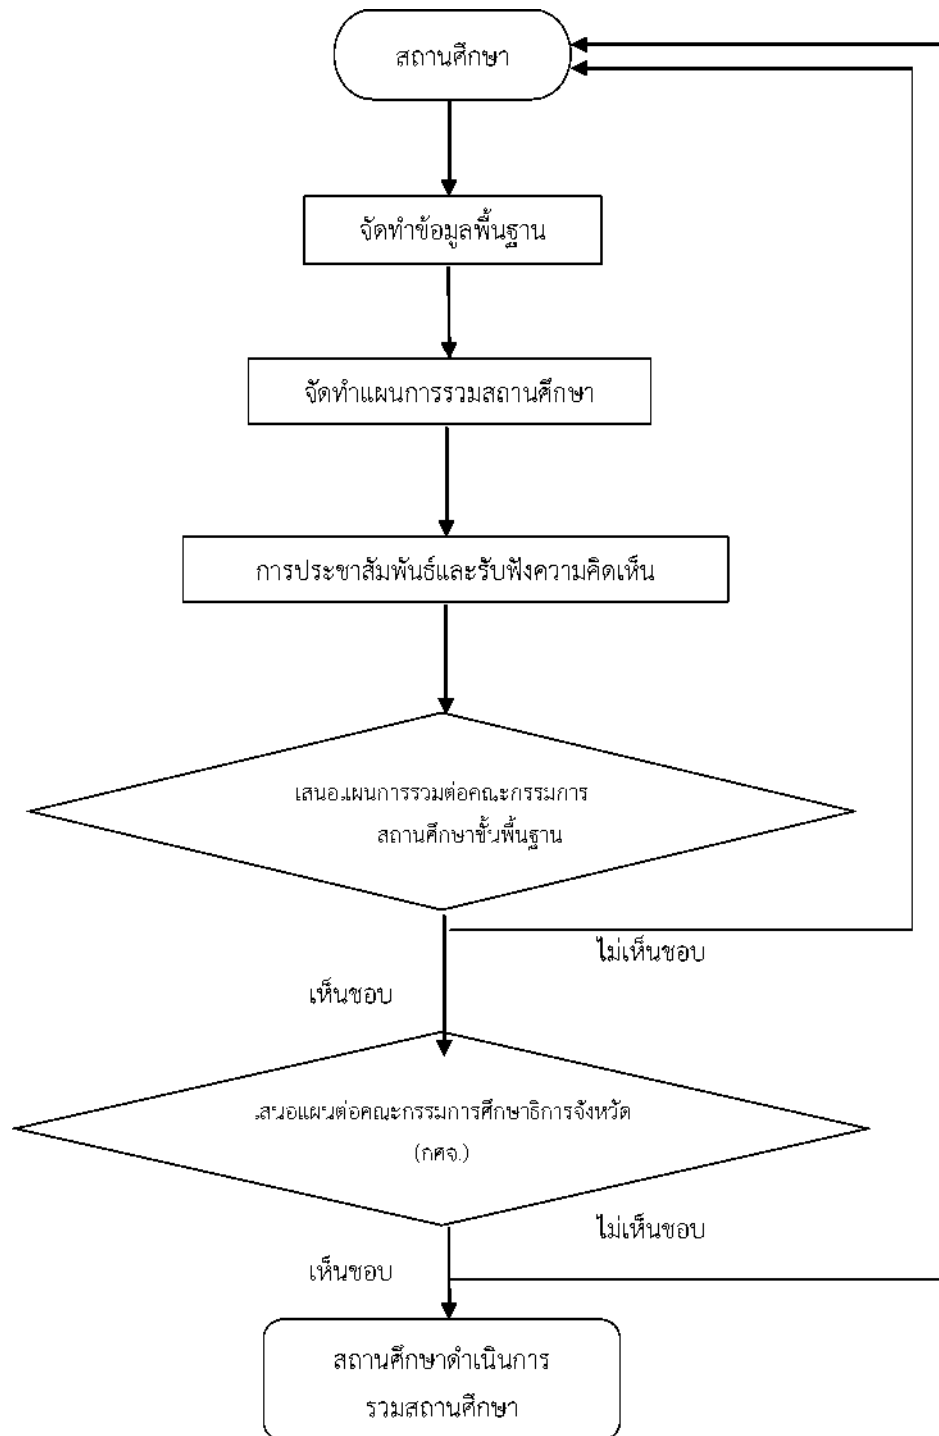 สถานศึกษา
จัดทำข้อมูลพื้นฐาน
จัดทำแผนการรวมสถานศึกษา
การประชาสัมพันธ์และรับฟังความคิดเห็น
เสนอแผนการรวมต่อคณะกรรมการ
สถานศึกษาขั้นพื้นฐาน
ไม่เห็นชอบ
เห็นชอบ
เสนอแผนต่อคณะกรรมการศึกษาธิการจังหวัด
(กศจ.)
ไม่เห็นชอบ
เห็นชอบ
สถานศึกษาดำเนินการ
รวมสถานศึกษา